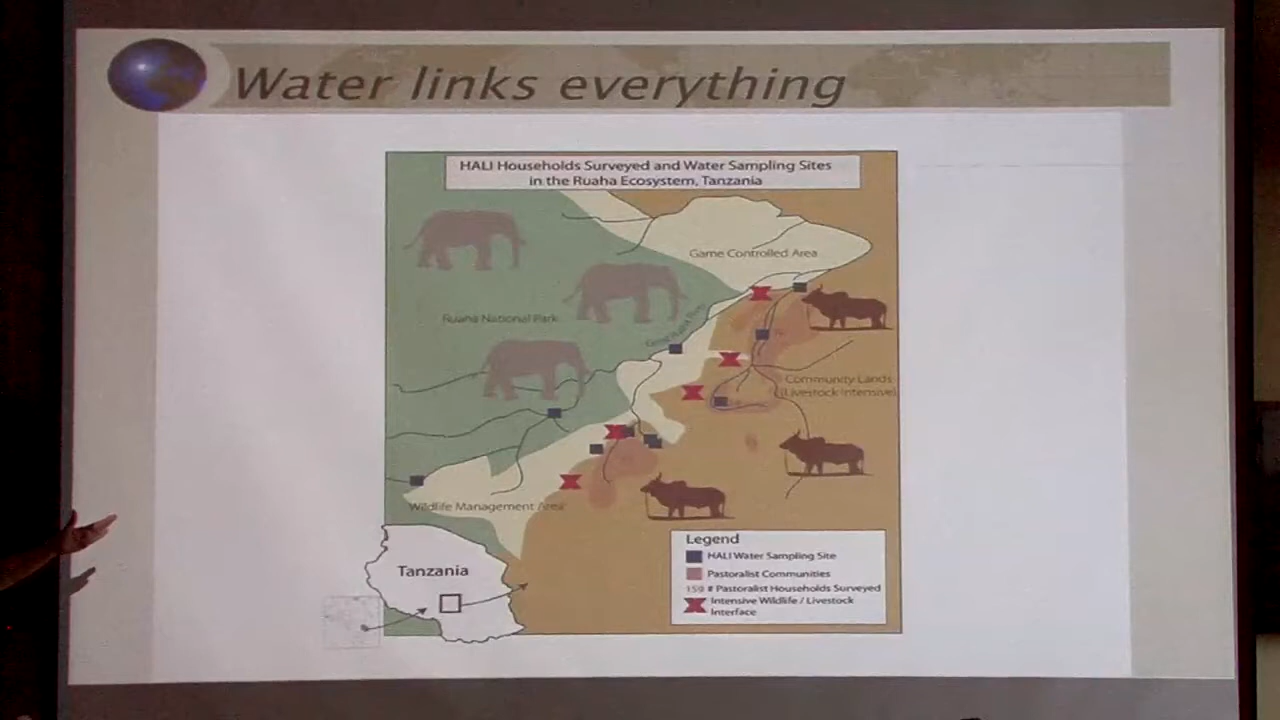 Water links everything
HALI Households Surveyed and Water Sampling Sites
in the Ruaha Ecosystem, Tanzania
Game Controlled Area
Ruaha National Park
Community Lands
(Livestock Intensive)
Wildlife Management Area
Tanzania
Legend
HALI Water Sampling Site
Pastoralist Communities
159 # Pastoralist Households Surveyed
Intensive Wildlife / Livestock
Interface